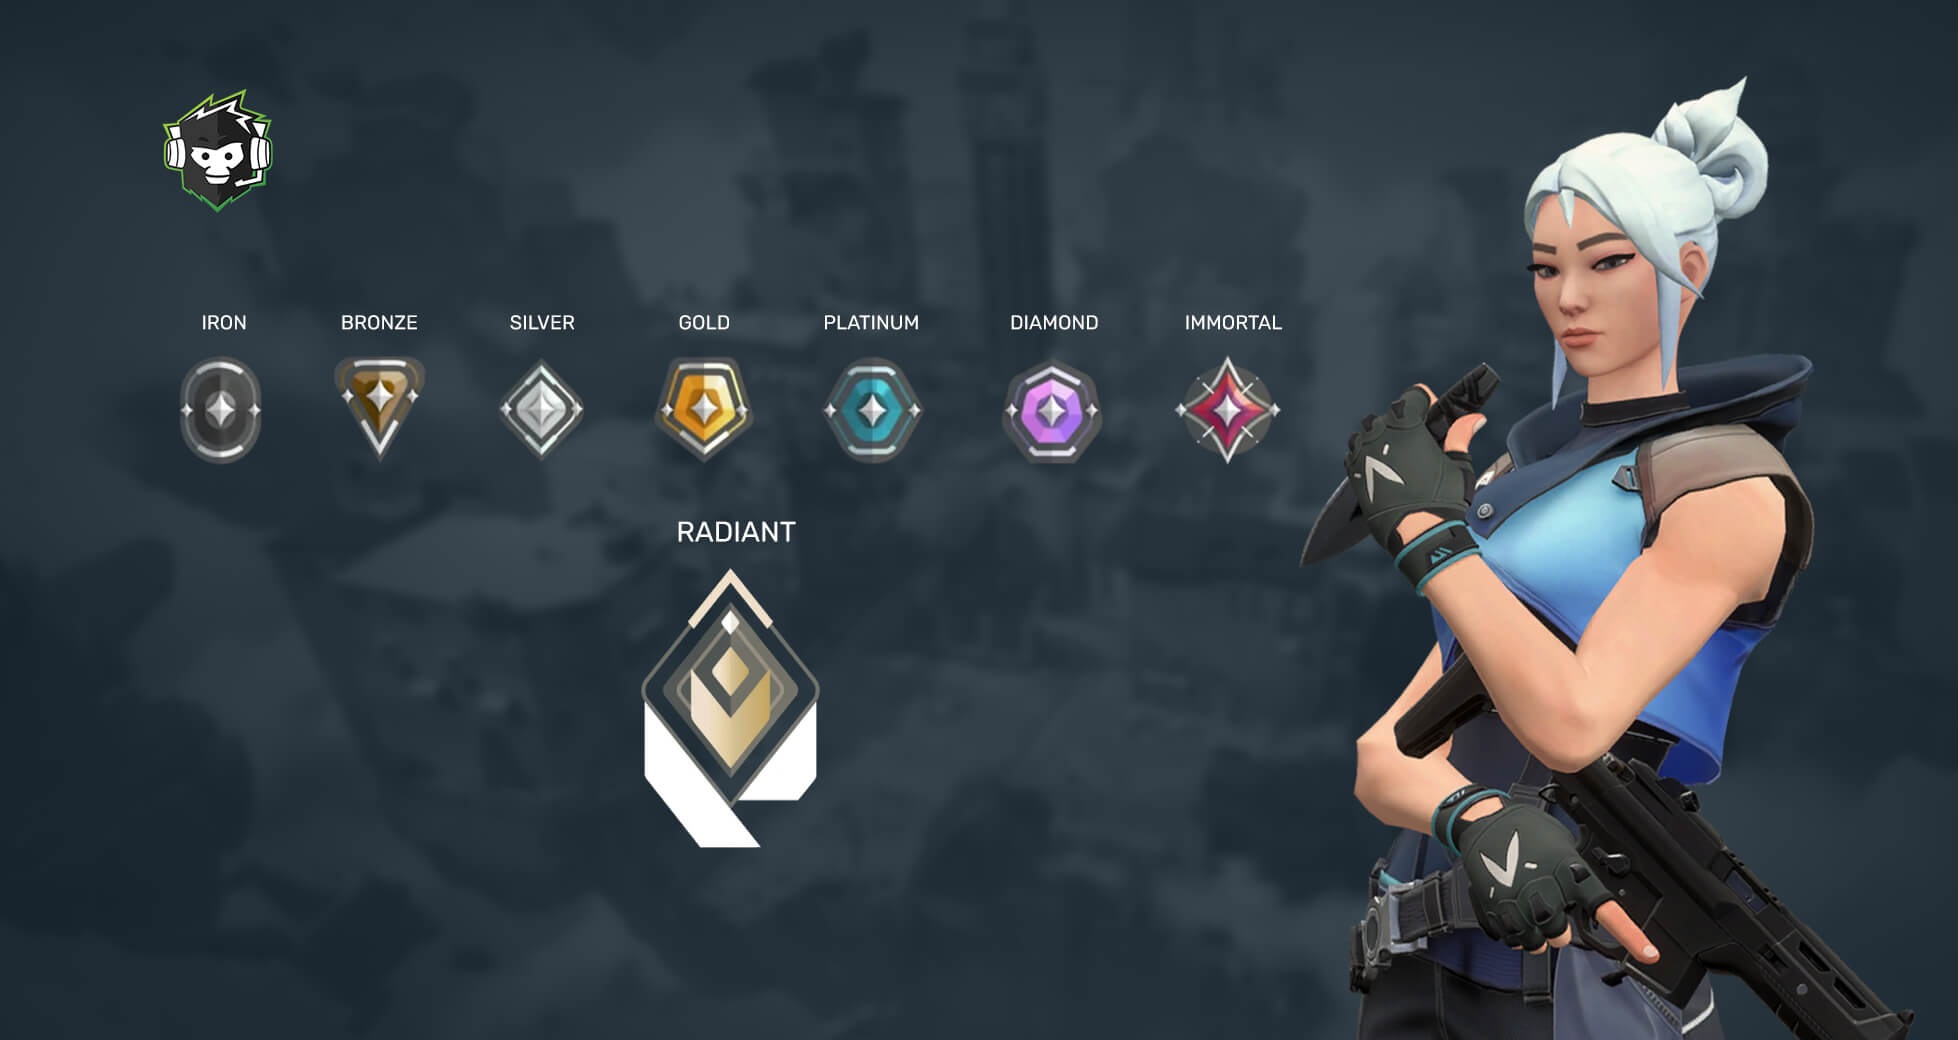 IRON
BRONZE
SILVER
GOLD
PLATINUM
DIAMOND
IMMORTAL
RADIANT